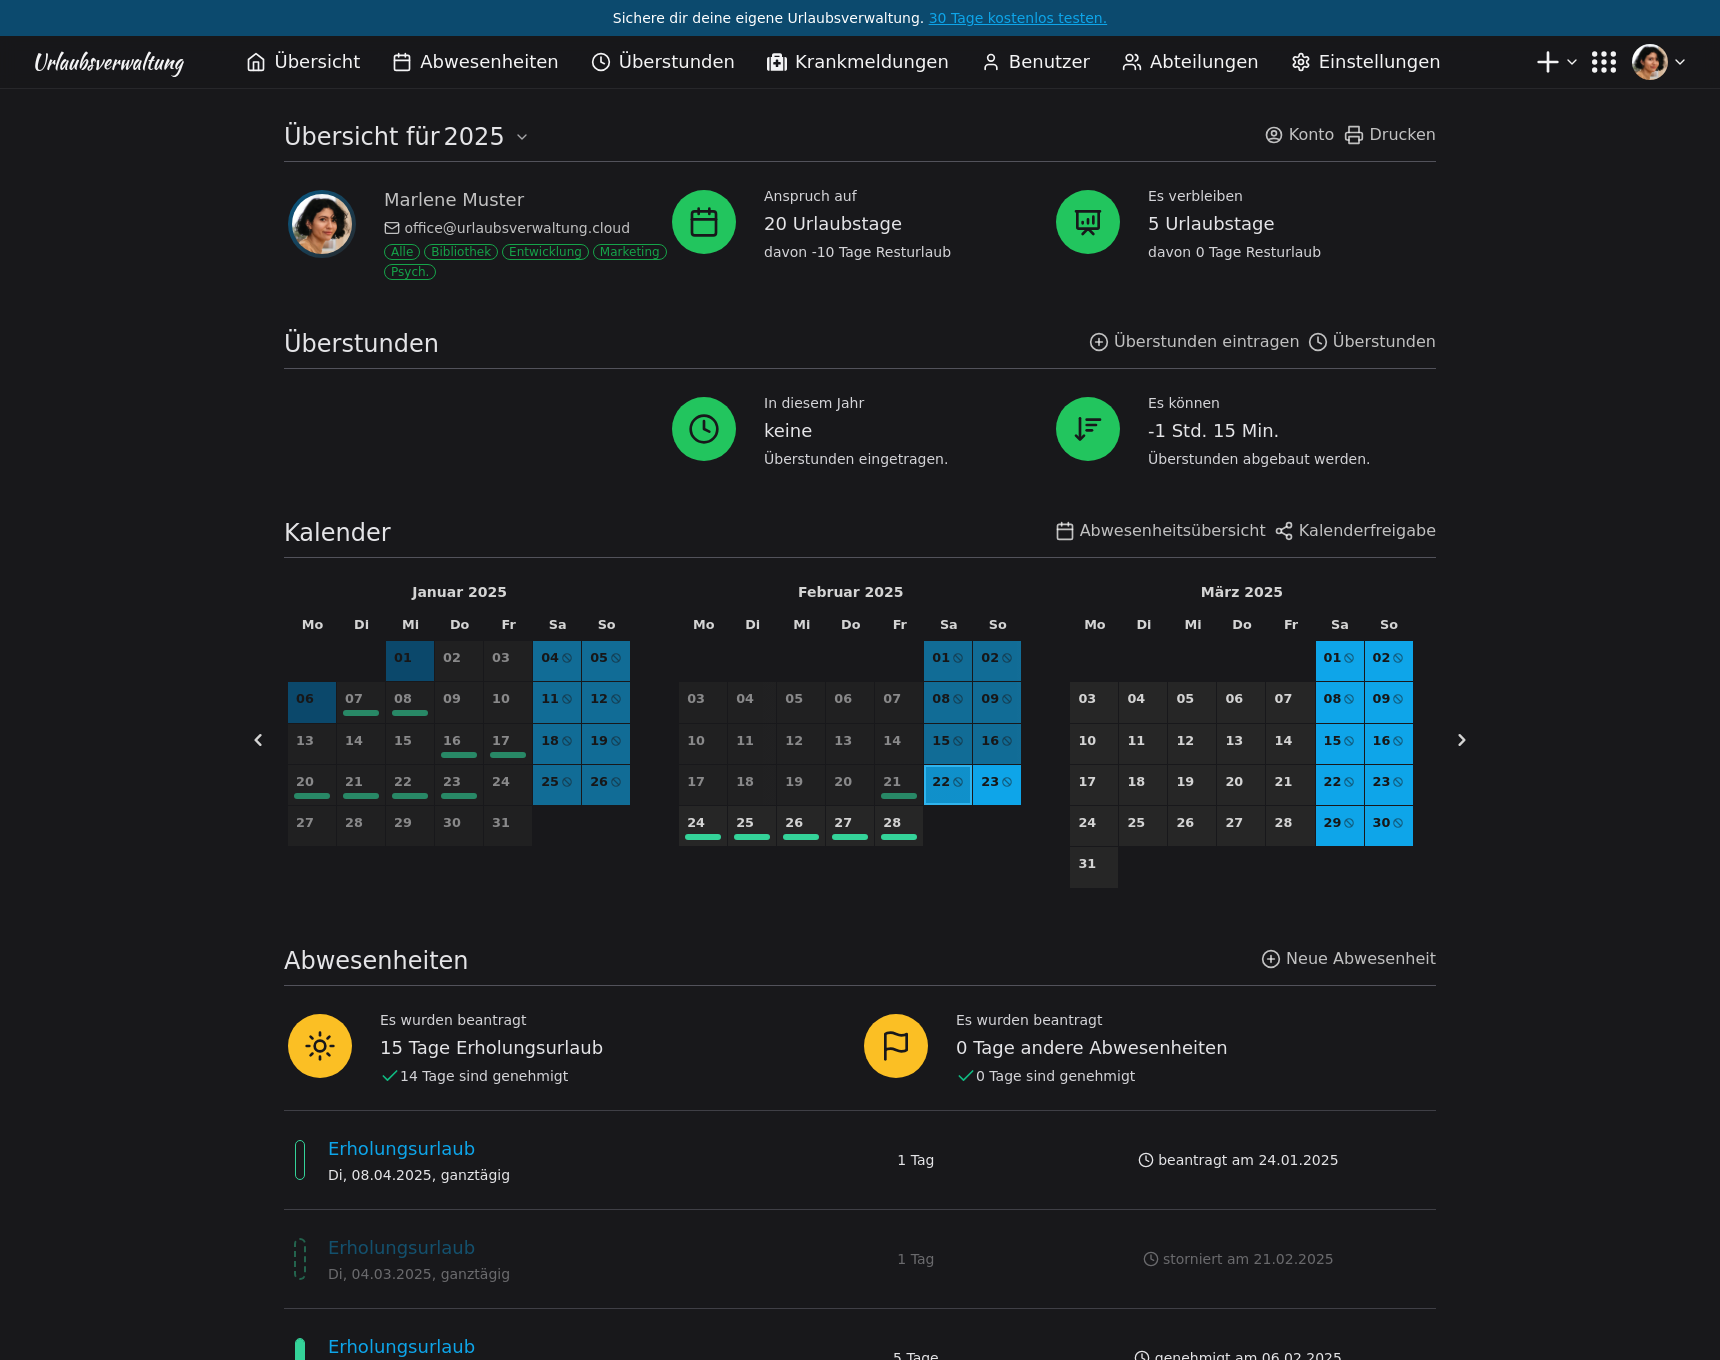 Sichere dir deine eigene Urlaubsverwaltung. 30 Tage kostenlos testen.
Urlaubsverwaltung Übersicht Abwesenheiten Überstunden Krankmeldungen Benutzer Abteilungen Einstellungen
Übersicht für 2025 Konto Drucken
Marlene Muster
office@urlaubsverwaltung.cloud
Alle Bibliothek Entwicklung Marketing
Psych.
Anspruch auf
20 Urlaubstage
davon -10 Tage Resturlaub
Es verbleiben
5 Urlaubstage
davon 0 Tage Resturlaub
Überstunden Überstunden eintragen Überstunden
In diesem Jahr
keine
Überstunden eingetragen.
Es können
-1 Std. 15 Min.
Überstunden abgebaut werden.
Kalender Abwesenheitsübersicht Kalenderfreigabe
Januar 2025
Mo Di Mi Do Fr Sa So
01 02 03 04 05
06 07 08 09 10 11 12
13 14 15 16 17 18 19
20 21 22 23 24 25 26
27 28 29 30 31
Februar 2025
Mo Di Mi Do Fr Sa So
01 02
03 04 05 06 07 08 09
10 11 12 13 14 15 16
17 18 19 20 21 22 23
24 25 26 27 28
März 2025
Mo Di Mi Do Fr Sa So
01 02
03 04 05 06 07 08 09
10 11 12 13 14 15 16
17 18 19 20 21 22 23
24 25 26 27 28 29 30
31
Abwesenheiten Neue Abwesenheit
Es wurden beantragt
15 Tage Erholungsurlaub
14 Tage sind genehmigt
Es wurden beantragt
0 Tage andere Abwesenheiten
0 Tage sind genehmigt
Erholungsurlaub
Di, 08.04.2025, ganztägig
1 Tag
beantragt am 24.01.2025
Erholungsurlaub
Di, 04.03.2025, ganztägig
1 Tag
storniert am 21.02.2025
Erholungsurlaub
5 Tage
genehmigt am 06.02.2025